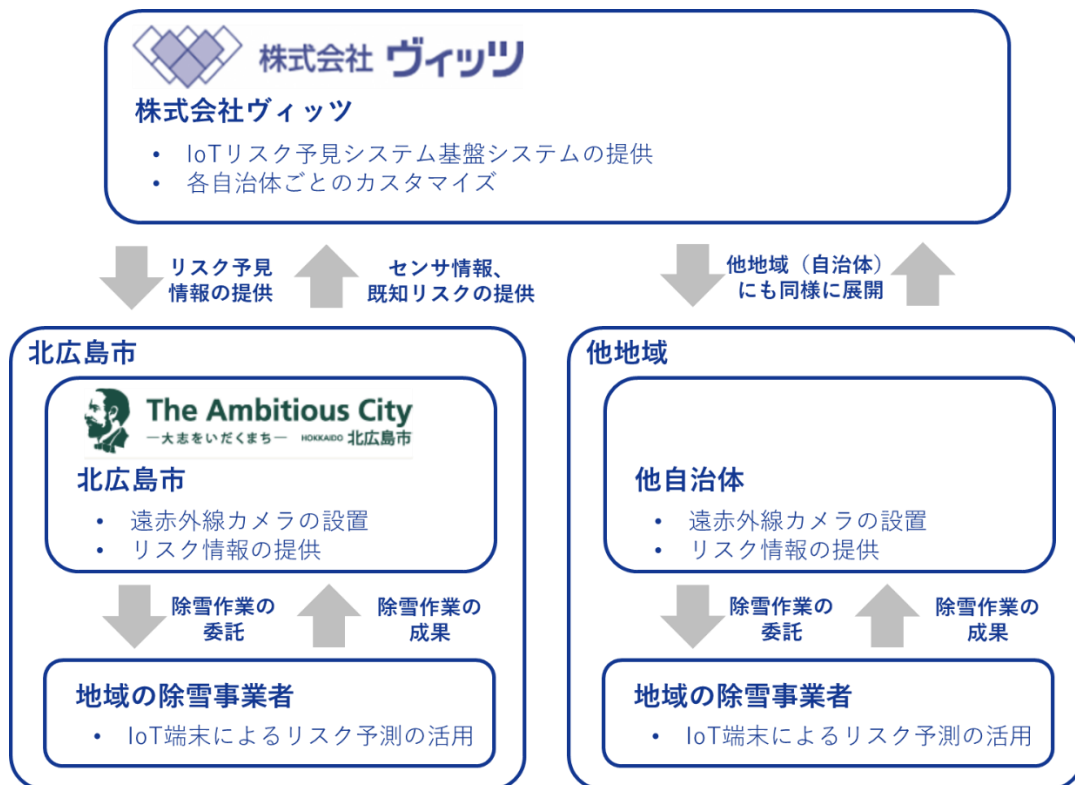 株式会社 ヴィッツ
株式会社ヴィッツ
• IoTリスク予見システム基盤システムの提供
• 各自治体ごとのカスタマイズ
リスク予見
情報の提供
センサ情報、
既知リスクの提供
他地域（自治体）
にも同様に展開
北広島市
The Ambitious City
―大志をいだくまち― HOKKAIDO 北広島市
北広島市
• 遠赤外線カメラの設置
• リスク情報の提供
除雪作業の
委託
除雪作業の
成果
地域の除雪事業者
• IoT端末によるリスク予測の活用
他地域
他自治体
• 遠赤外線カメラの設置
• リスク情報の提供
除雪作業の
委託
除雪作業の
成果
地域の除雪事業者
• IoT端末によるリスク予測の活用